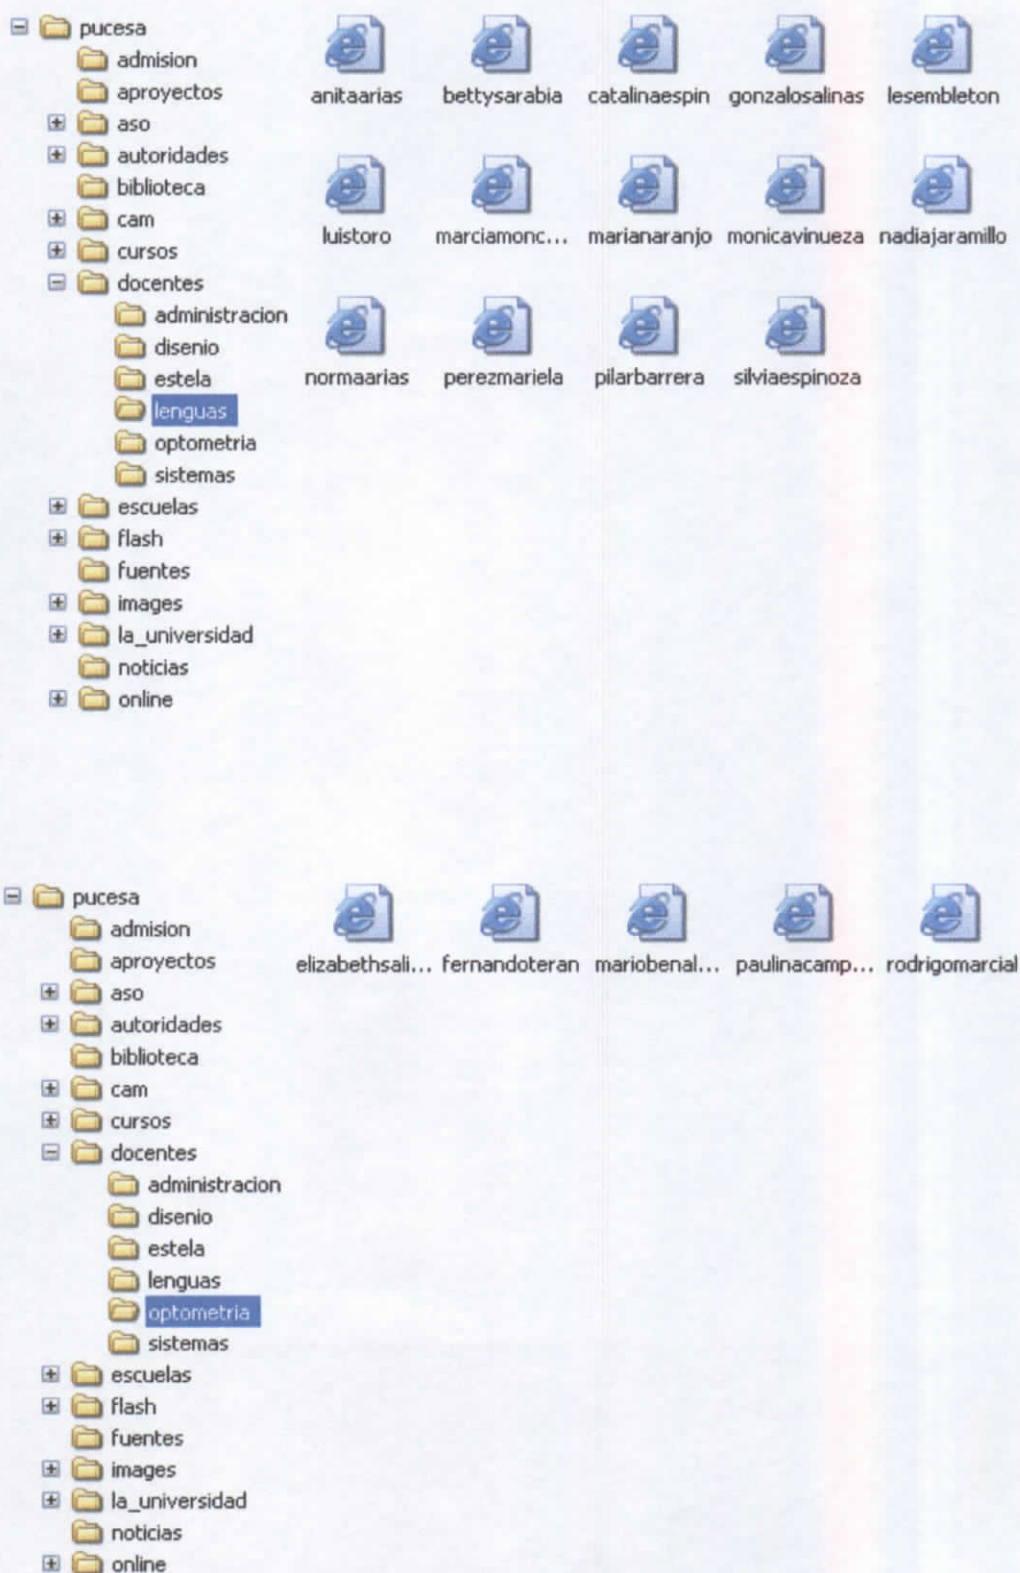 pucesa
admision
aproyectos
aso
autoridades
biblioteca
cam
cursos
docentes
administracion
disenio
estela
lenguas
optometria
sistemas
escuelas
flash
fuentes
images
la_universidad
noticias
online
anitaarias bettysarabia catalinaespin gonzalosalinas lesembleton
luistoro marciamonc... marianaranjo monicavinueza nadiajaramillo
normaarias perezmariela pilarbarrera silviaespinoza
pucesa
admision
aproyectos
aso
autoridades
biblioteca
cam
cursos
docentes
administracion
disenio
estela
lenguas
optometria
sistemas
escuelas
flash
fuentes
images
la_universidad
noticias
online
elizabethsali... fernandoteran mariobenal... paulinacamp... rodrigomarcial